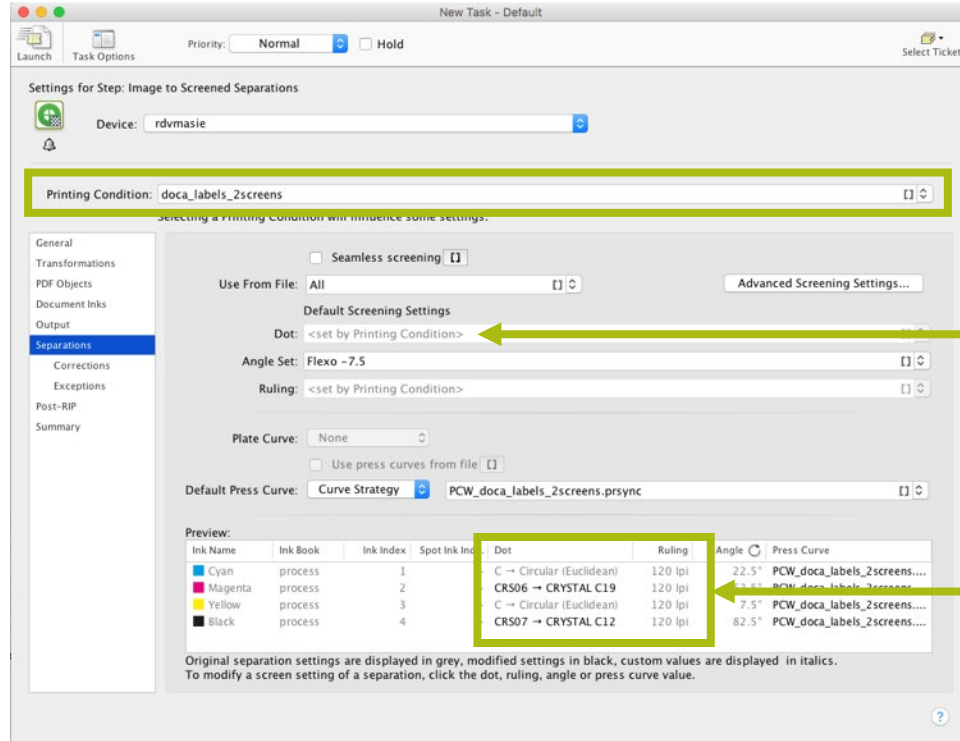 New Task - Default
Launch
Task Options
Priority: Normal
Hold
Select Ticket
Settings for Step: Image to Screened Separations
Device: rdvmasie
Printing Condition: doca_labels_2screens []
Selecting a Printing Condition will influence some settings.
General
Transformations
PDF Objects
Document Inks
Output
Separations
Corrections
Exceptions
Post-RIP
Summary
Seamless screening []
Use From File: All [] Advanced Screening Settings...
Default Screening Settings
Dot: <set by Printing Condition>
Angle Set: Flexo -7.5 []
Ruling: <set by Printing Condition> []
Plate Curve: None
Use press curves from file []
Default Press Curve: Curve Strategy PCW_doca_labels_2screens.prsync []
Preview:
Ink Name Ink Book Ink Index Spot Ink Dot Ruling Angle Press Curve
Cyan process 1 C → Circular (Euclidean) 120 lpi 22.5° PCW_doca_labels_2screens....
Magenta process 2 CRS06 → CRYSTAL C19 120 lpi PCW_doca_labels_2screens....
Yellow process 3 C → Circular (Euclidean) 120 lpi 7.5° PCW_doca_labels_2screens....
Black process 4 CRS07 → CRYSTAL C12 120 lpi 82.5° PCW_doca_labels_2screens....
Original separation settings are displayed in grey, modified settings in black, custom values are displayed in italics.
To modify a screen setting of a separation, click the dot, ruling, angle or press curve value.
?